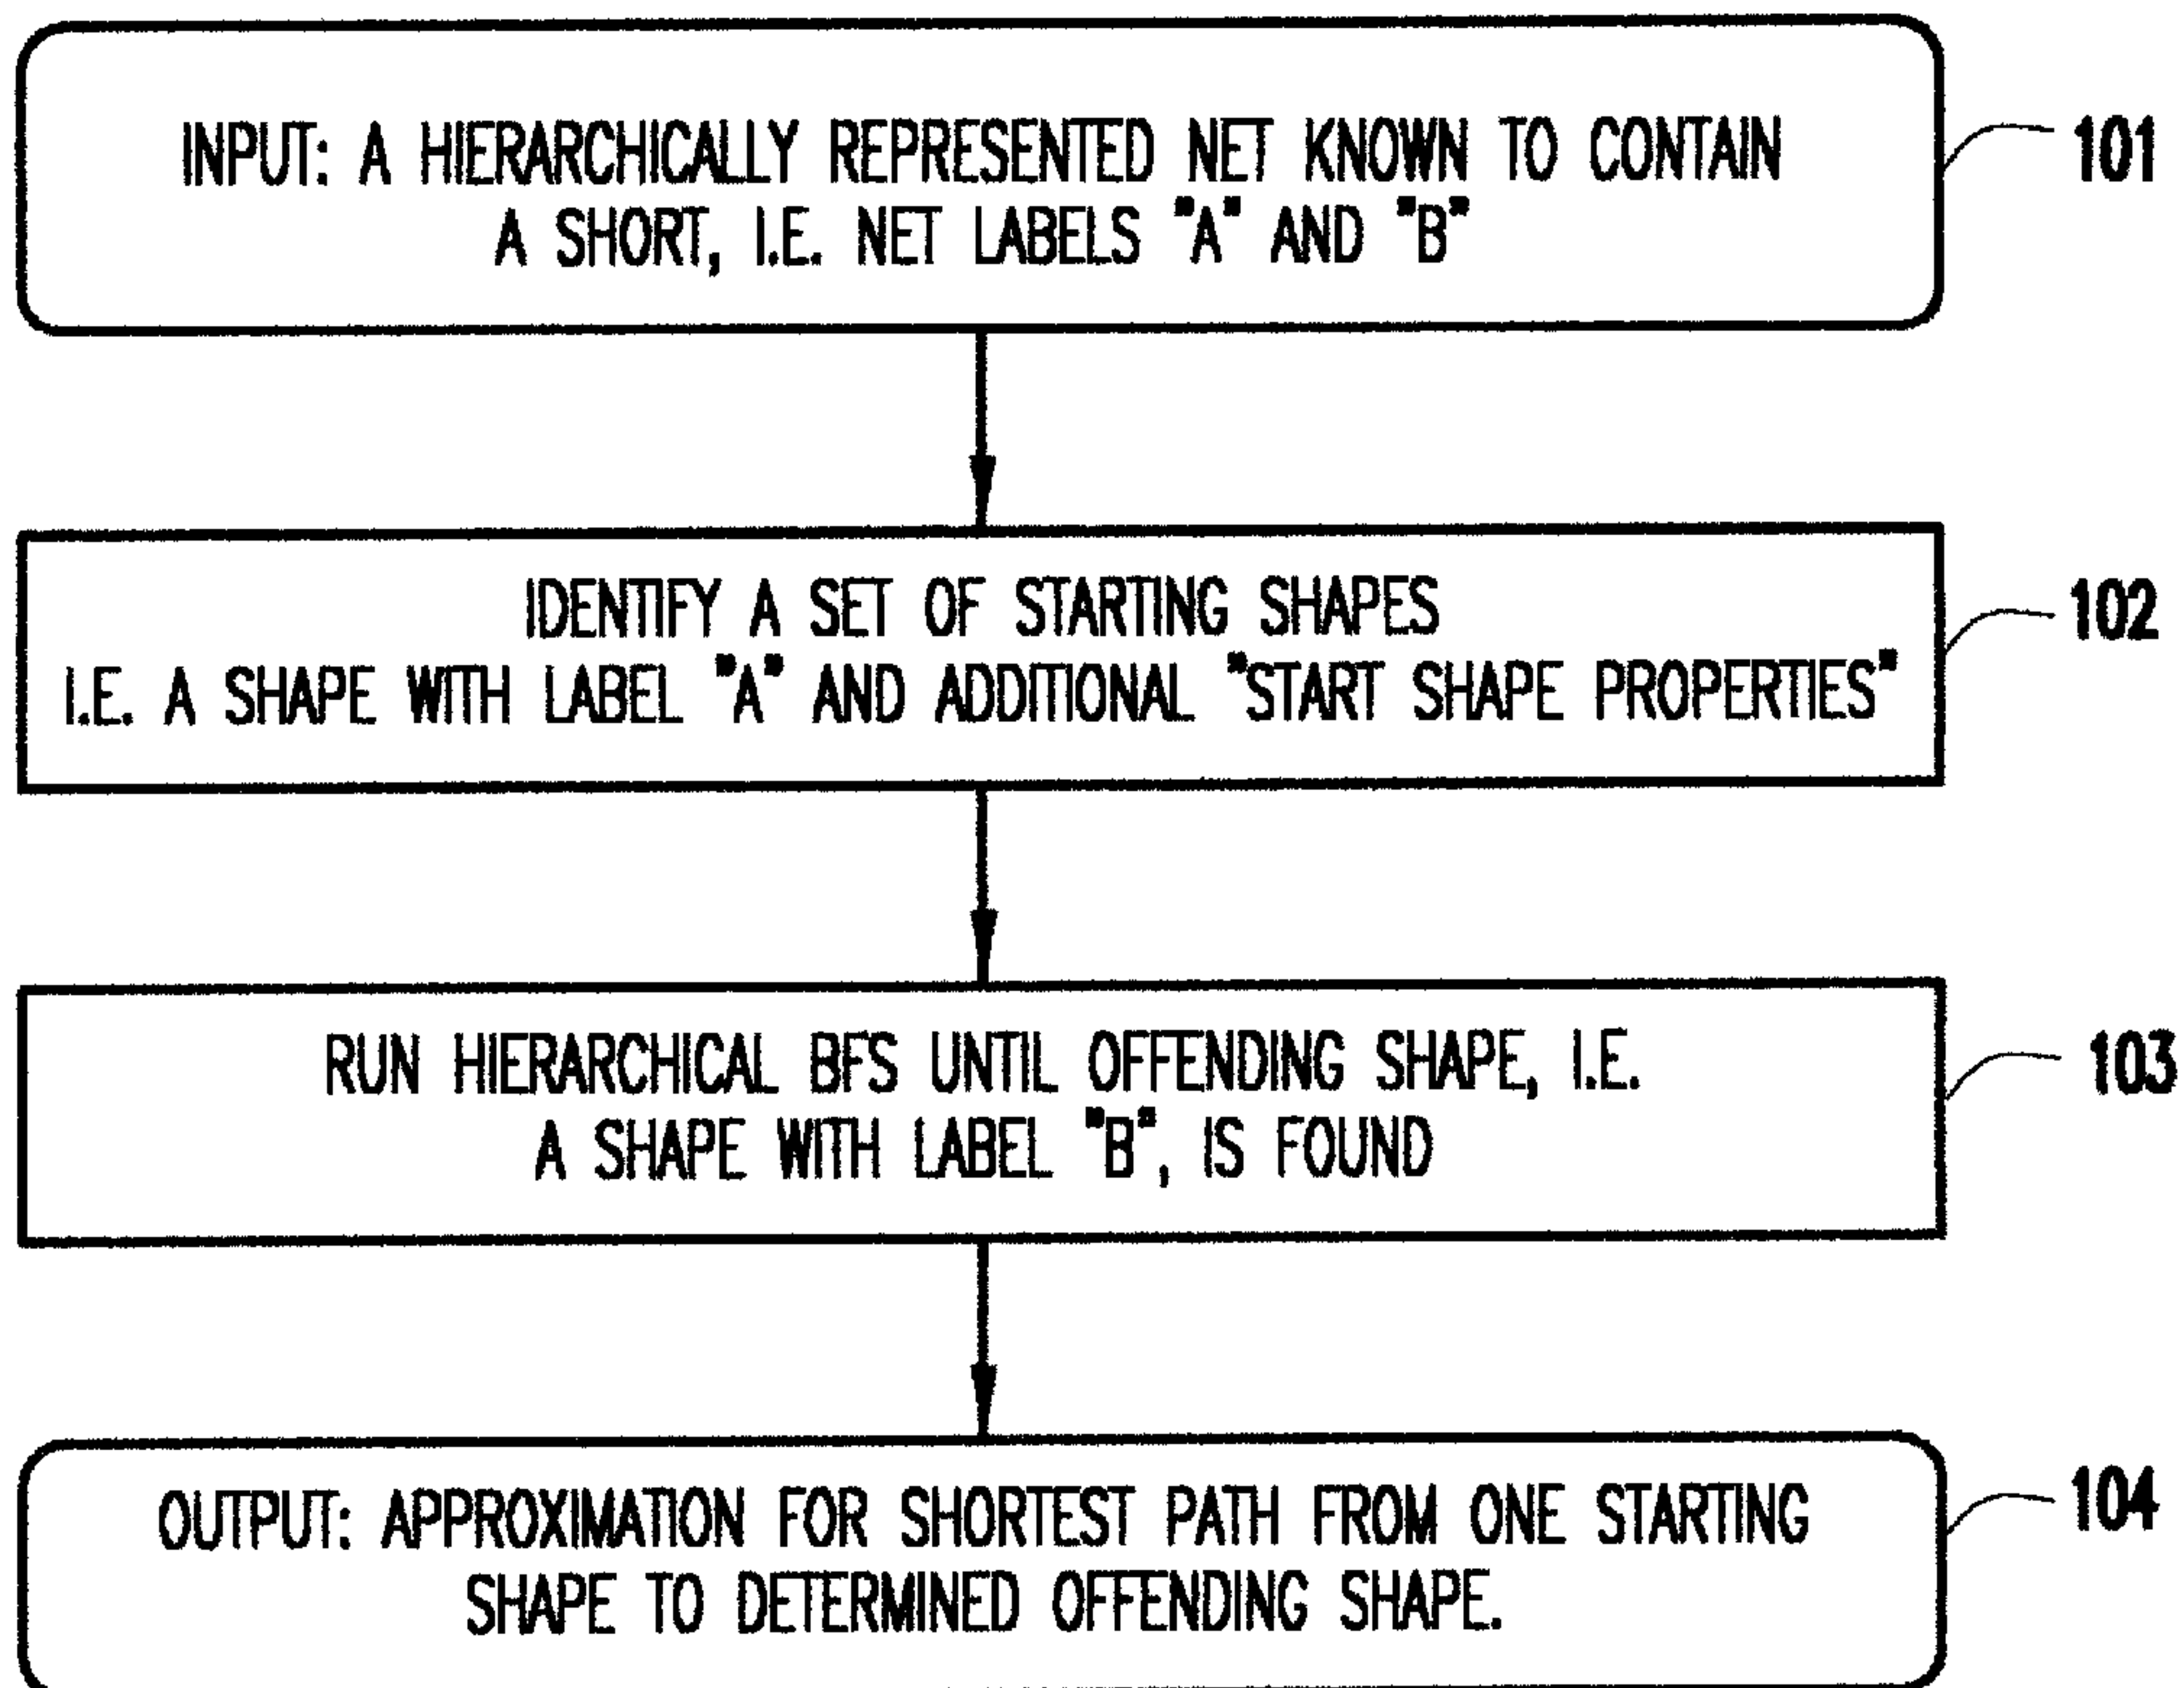 INPUT: A HIERARCHICALLY REPRESENTED NET KNOWN TO CONTAIN
A SHORT, I.E. NET LABELS "A" AND "B"
101
IDENTIFY A SET OF STARTING SHAPES
I.E. A SHAPE WITH LABEL "A" AND ADDITIONAL "START SHAPE PROPERTIES"
102
RUN HIERARCHICAL BFS UNTIL OFFENDING SHAPE, I.E.
A SHAPE WITH LABEL "B", IS FOUND
103
OUTPUT: APPROXIMATION FOR SHORTEST PATH FROM ONE STARTING
SHAPE TO DETERMINED OFFENDING SHAPE.
104